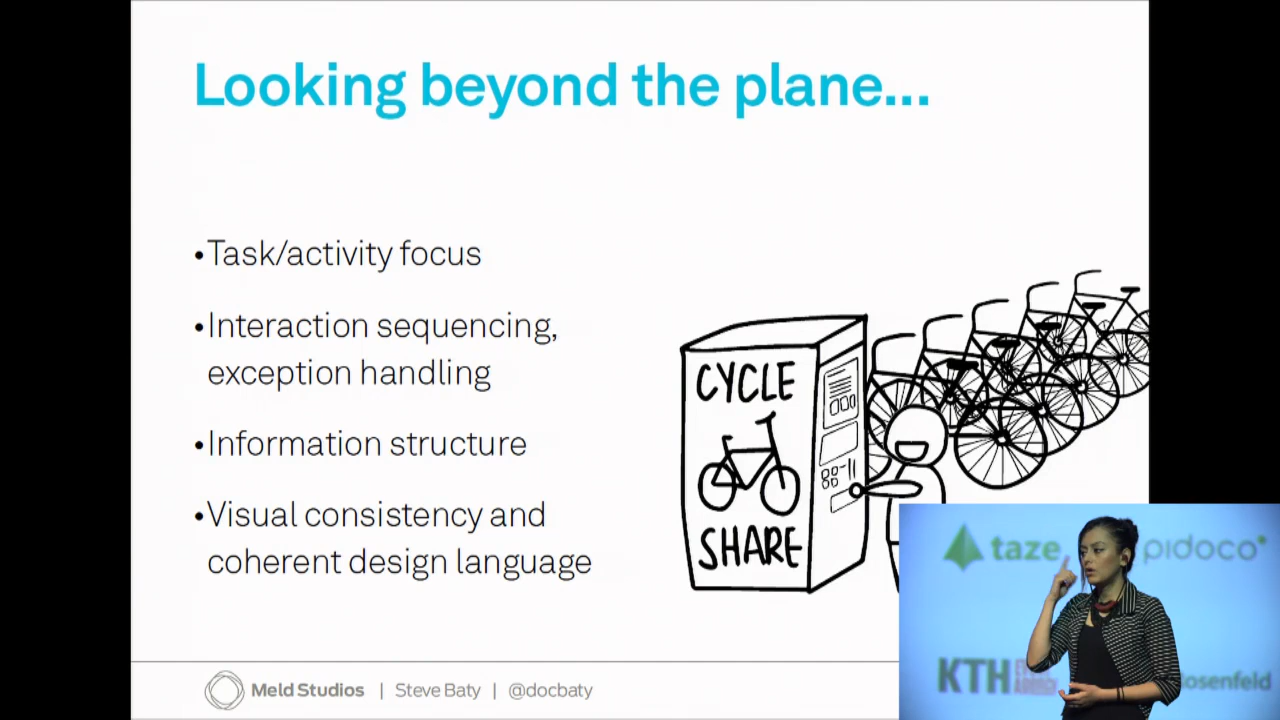 Looking beyond the plane...
•Task/activity focus
•Interaction sequencing,
exception handling
•Information structure
•Visual consistency and
coherent design language
CYCLE
SHARE
Meld Studios | Steve Baty | @docbaty
taze
pidoco
KTH